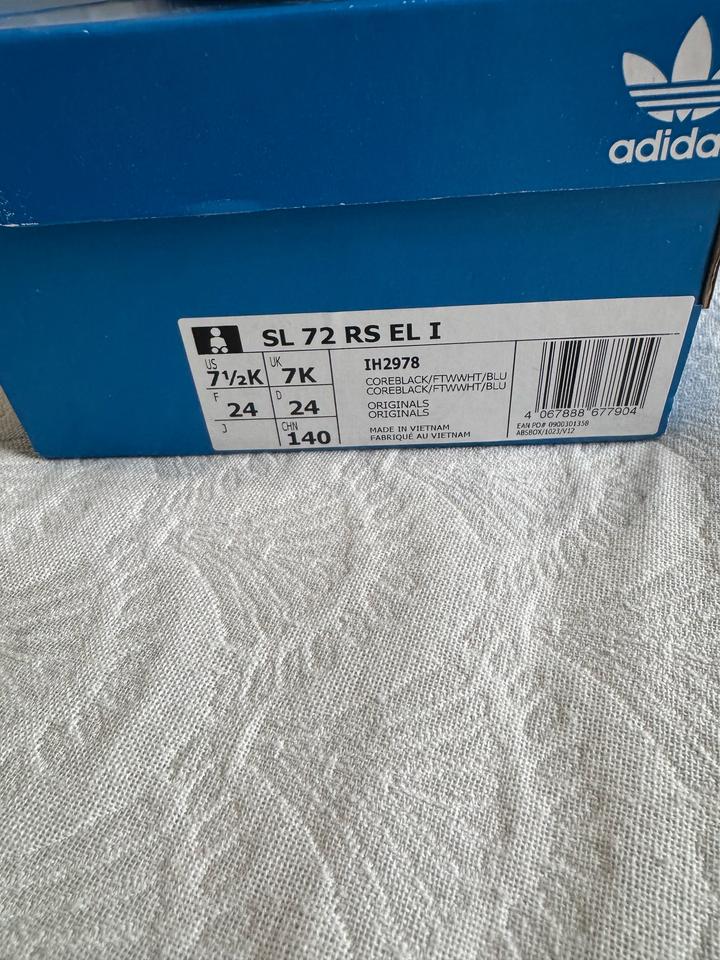 adidas
SL 72 RS EL I
US 7½K
UK 7K
F 24
D 24
J
CHN 140
IH2978
COREBLACK/FTWWHT/BLU
COREBLACK/FTWWHT/BLU
ORIGINALS
ORIGINALS
MADE IN VIETNAM
FABRIQUÉ AU VIETNAM
4 067888 677904
EAN PO# 0900301358
ABSBOX/1023/V12